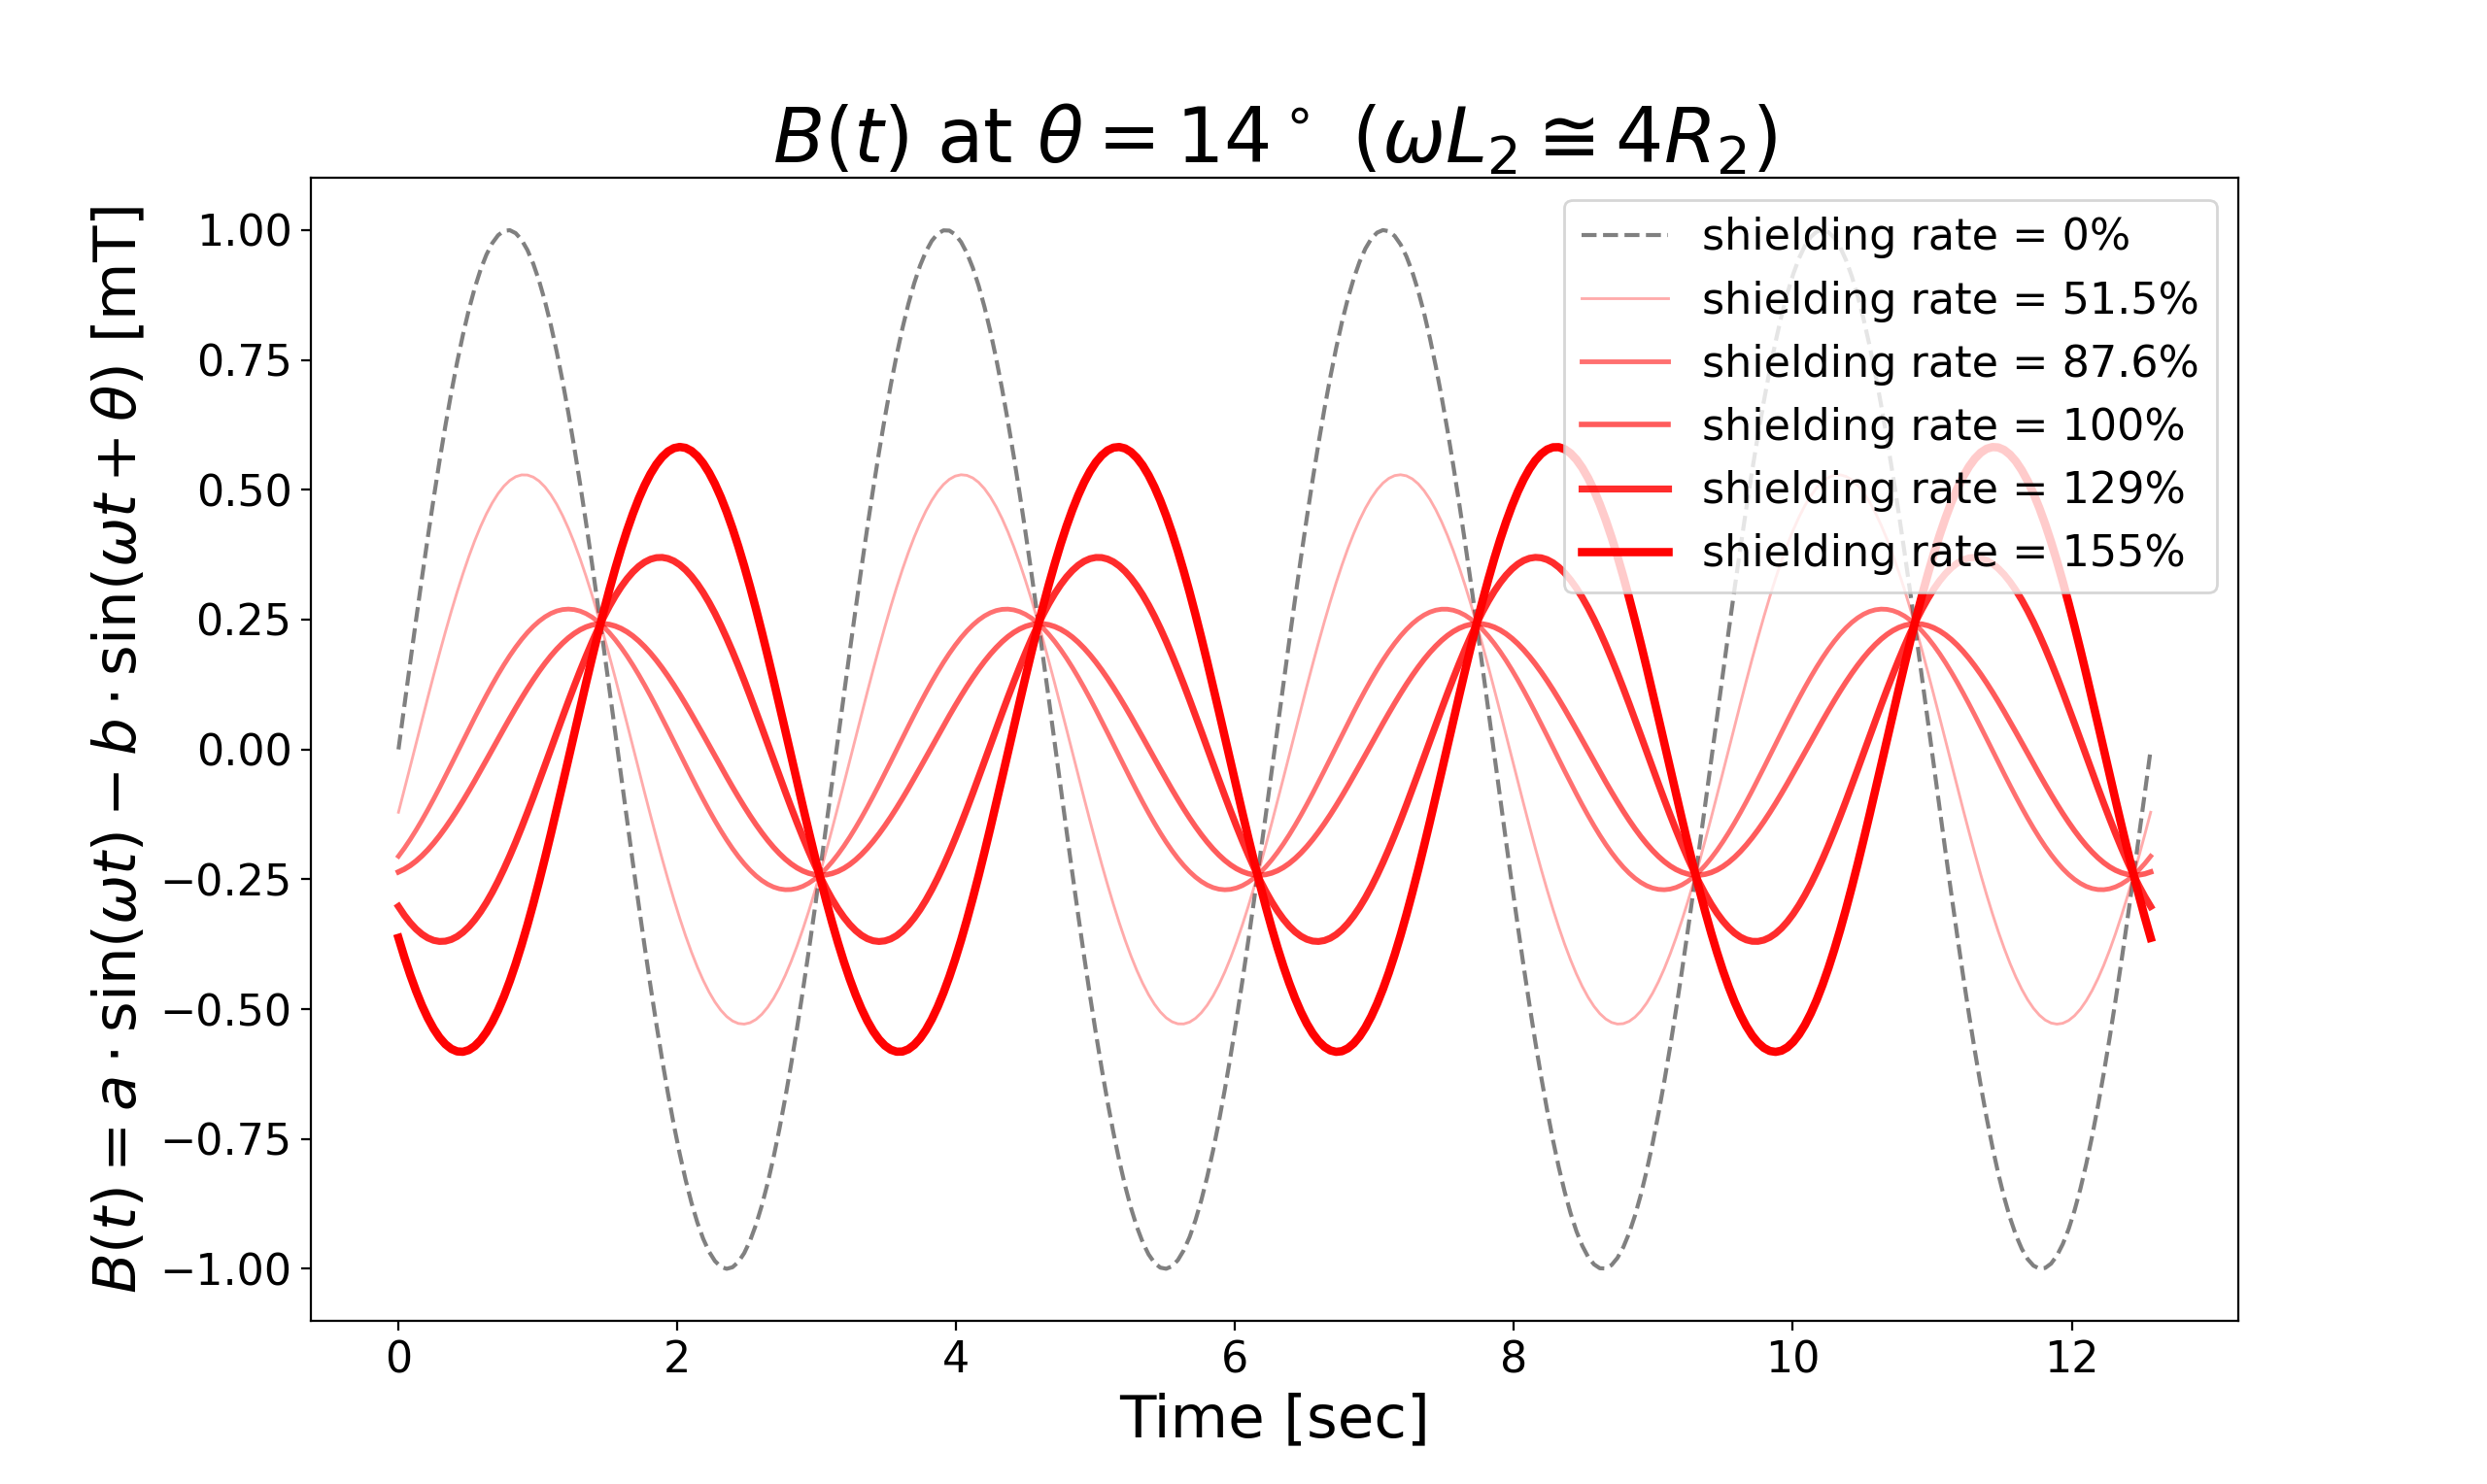 B(t) at θ = 14° (ωL₂ ≅ 4R₂)
B(t) = a · sin(ωt) − b · sin(ωt + θ) [mT]
1.00
0.75
0.50
0.25
0.00
−0.25
−0.50
−0.75
−1.00
shielding rate = 0%
shielding rate = 51.5%
shielding rate = 87.6%
shielding rate = 100%
shielding rate = 129%
shielding rate = 155%
0 2 4 6 8 10 12
Time [sec]